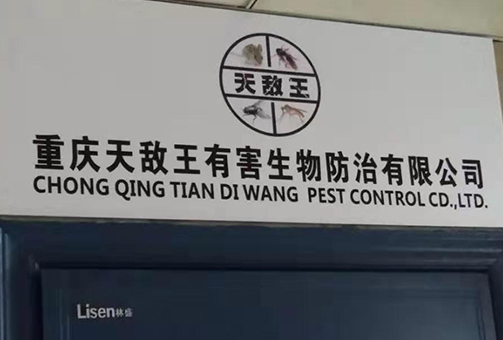 天敌王
重庆天敌王有害生物防治有限公司
CHONG QING TIAN DI WANG PEST CONTROL CD.,LTD.
Lisen林盛